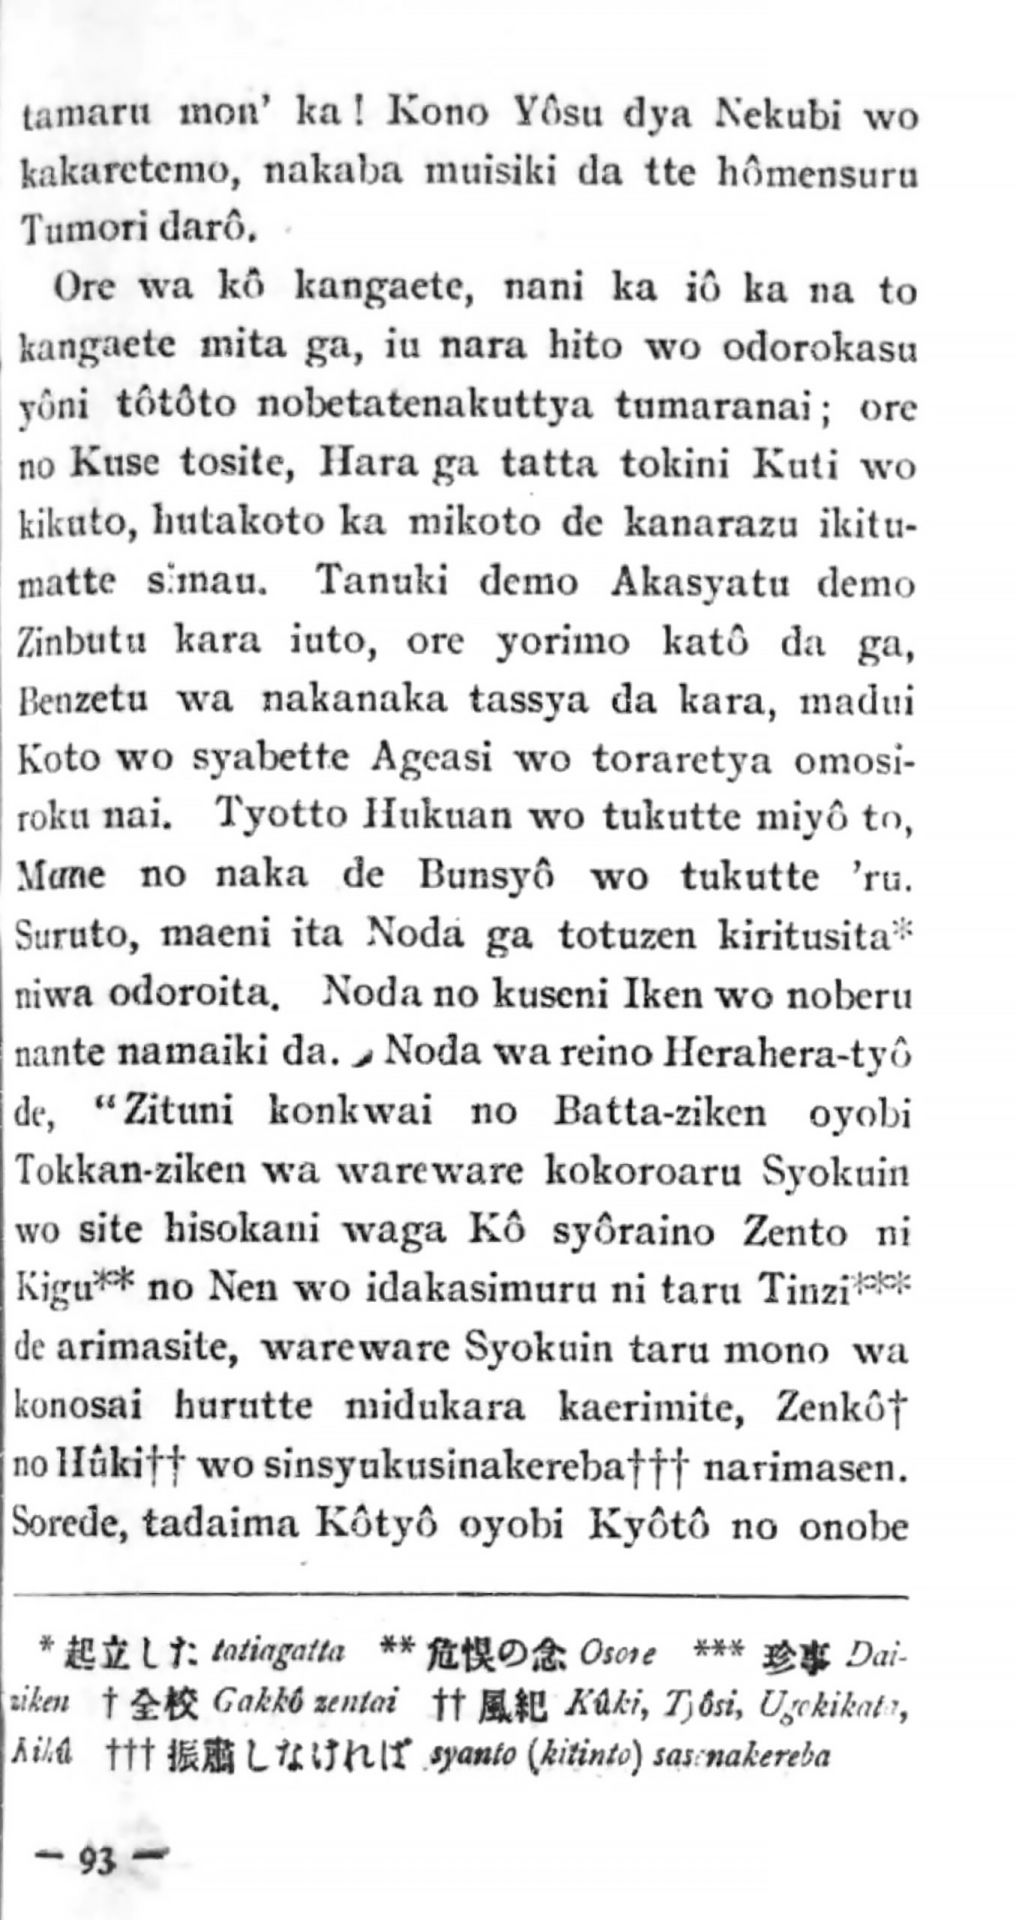 tamaru mon’ ka! Kono Yôsu dya Nekubi wo
kakaretemo, nakaba muisiki da tte hômensuru
Tumori darô.
Ore wa kô kangaete, nani ka iô ka na to
kangaete mita ga, iu nara hito wo odorokasu
yôni tôtôto nobetatenakuttya tumaranai; ore
no Kuse tosite, Hara ga tatta tokini Kuti wo
kikuto, hutakoto ka mikoto de kanarazu ikitu-
matte simau. Tanuki demo Akasyatu demo
Zinbutu kara iuto, ore yorimo katô da ga,
Benzetu wa nakanaka tassya da kara, madui
Koto wo syabette Ageasi wo toraretya omosi-
roku nai. Tyotto Hukuan wo tukutte miyô to,
Mune no naka de Bunsyô wo tukutte ’ru.
Suruto, maeni ita Noda ga totuzen kiritusita*
niwa odoroita. Noda no kuseni Iken wo noberu
nante namaiki da. Noda wa reino Herahera-tyô
de, “Zituni konkwai no Batta-ziken oyobi
Tokkan-ziken wa wareware kokoroaru Syokuin
wo site hisokani waga Kô syôraino Zento ni
Kigu** no Nen wo idakasimuru ni taru Tinzi***
de arimasite, wareware Syokuin taru mono wa
konosai hurutte midukara kaerimite, Zenkô†
no Hûki†† wo sinsyukusinakereba††† narimasen.
Sorede, tadaima Kôtyô oyobi Kyôtô no onobe
* 起立した tatiagatta ** 危惧の念 Osore *** 珍事 Dai-
ziken † 全校 Gakkô zentai †† 風紀 Kûki, Tyôsi, Ugokikata,
††† 振粛しなければ syanto (kitinto) sasenakereba
— 93 —